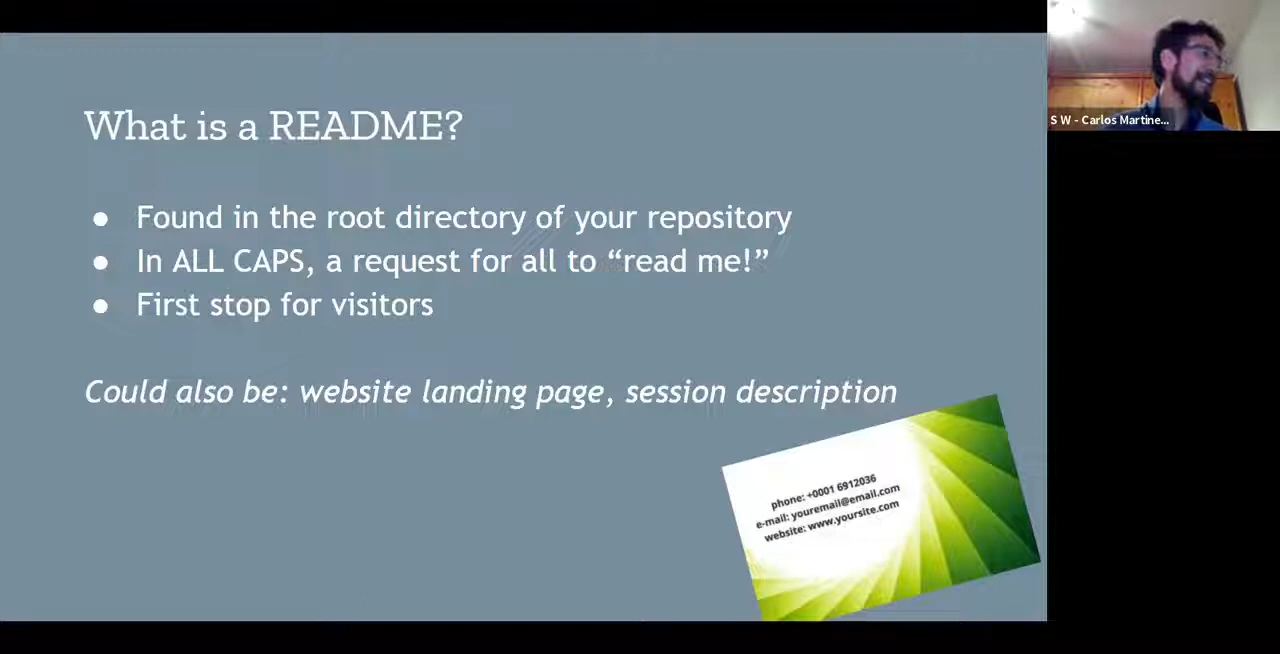 What is a README?
● Found in the root directory of your repository
● In ALL CAPS, a request for all to “read me!”
● First stop for visitors
Could also be: website landing page, session description
phone: +0001 6912036
e-mail: youremail@email.com
website: www.yoursite.com
S W - Carlos Martine...